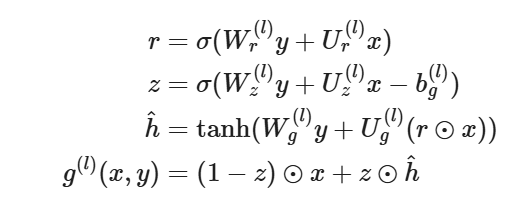 r = σ(W_r^{(l)} y + U_r^{(l)} x)
z = σ(W_z^{(l)} y + U_z^{(l)} x − b_g^{(l)})
ĥ = tanh(W_g^{(l)} y + U_g^{(l)} (r ⊙ x))
g^{(l)}(x, y) = (1 − z) ⊙ x + z ⊙ ĥ